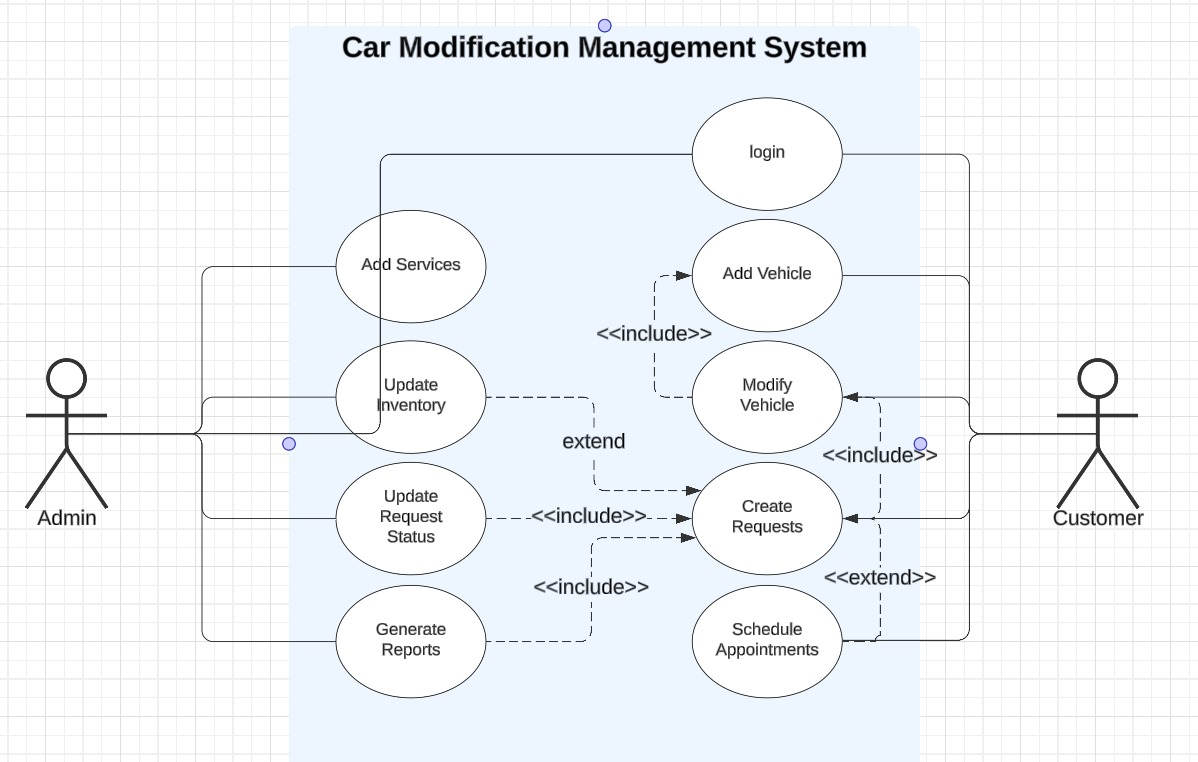 Car Modification Management System
login
Add Services
Add Vehicle
<<include>>
Update
Inventory
Modify
Vehicle
extend
<<include>>
Update
Request
Status
<<include>>
Create
Requests
Admin
Customer
<<include>>
<<extend>>
Generate
Reports
Schedule
Appointments